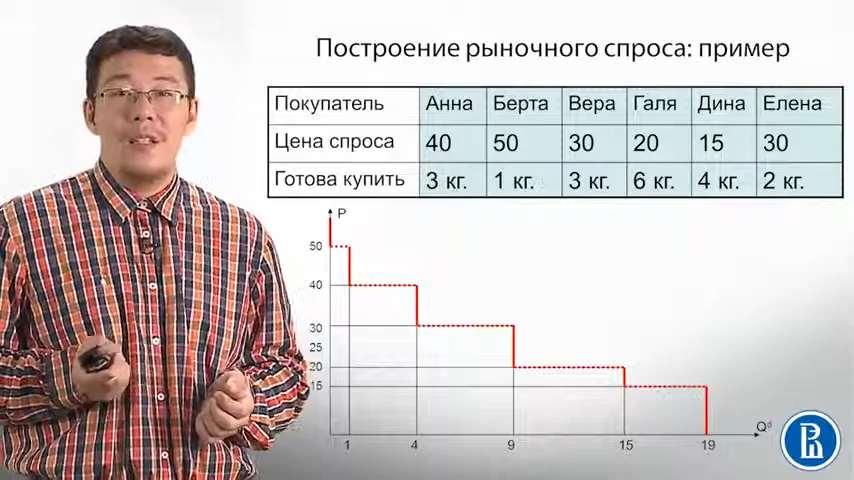 Построение рыночного спроса: пример
Покупатель Анна Берта Вера Галя Дина Елена
Цена спроса 40 50 30 20 15 30
Готова купить 3 кг. 1 кг. 3 кг. 6 кг. 4 кг. 2 кг.
P
50
40
30
25
20
15
Qd
1 4 9 15 19